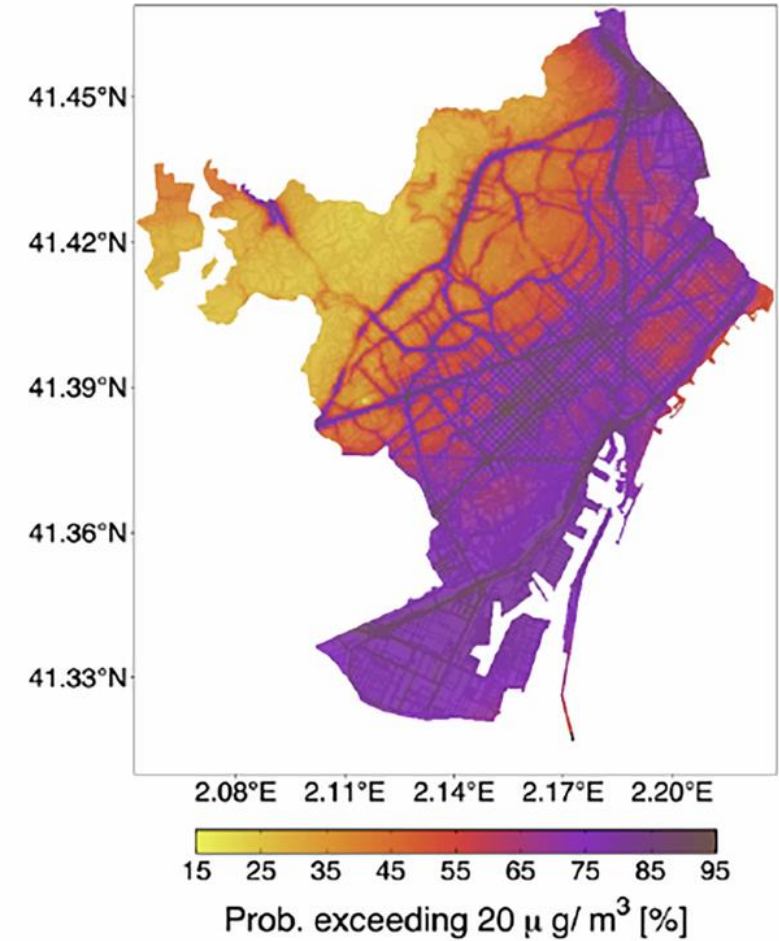 41.45°N
41.42°N
41.39°N
41.36°N
41.33°N
2.08°E 2.11°E 2.14°E 2.17°E 2.20°E
15 25 35 45 55 65 75 85 95
Prob. exceeding 20 μ g/ m³ [%]